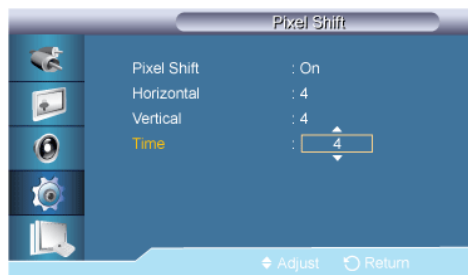 Pixel Shift
Pixel Shift : On
Horizontal : 4
Vertical : 4
Time : 4
Adjust Return